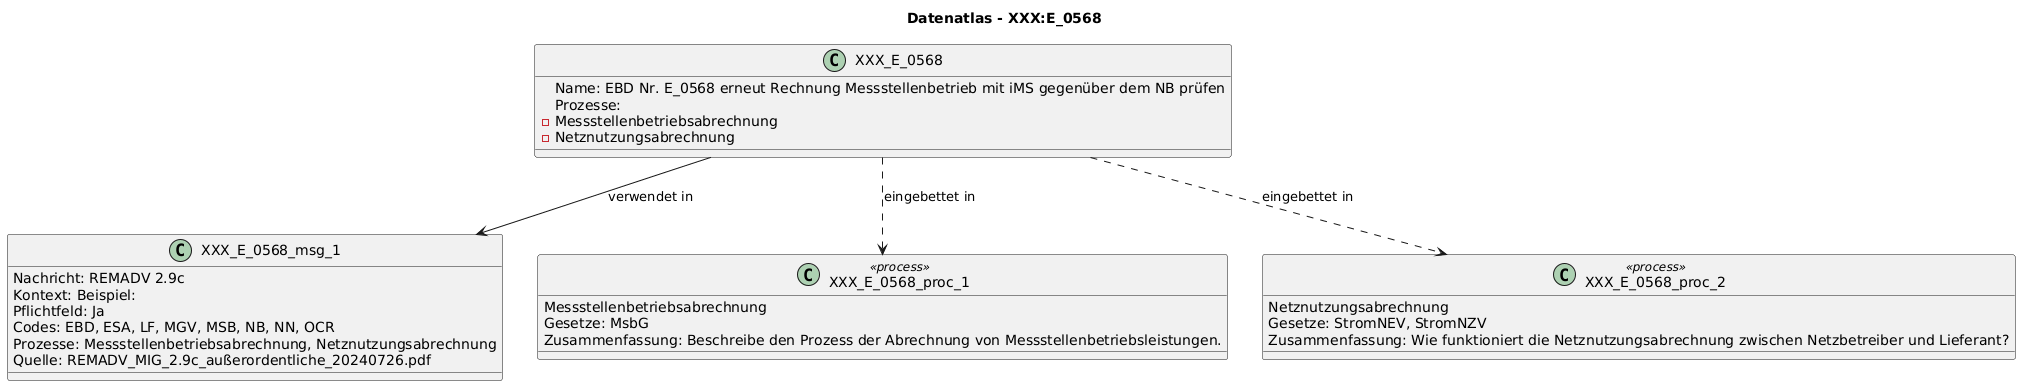 Datenatlas - XXX:E_0568
C XXX_E_0568
Name: EBD Nr. E_0568 erneut Rechnung Messstellenbetrieb mit iMS gegenüber dem NB prüfen
Prozesse:
Messstellenbetriebsabrechnung
Netznutzungsabrechnung
verwendet in
eingebettet in
eingebettet in
C XXX_E_0568_msg_1
Nachricht: REMADV 2.9c
Kontext: Beispiel:
Pflichtfeld: Ja
Codes: EBD, ESA, LF, MGV, MSB, NB, NN, OCR
Prozesse: Messstellenbetriebsabrechnung, Netznutzungsabrechnung
Quelle: REMADV_MIG_2.9c_außerordentliche_20240726.pdf
«process»
C XXX_E_0568_proc_1
Messstellenbetriebsabrechnung
Gesetze: MsbG
Zusammenfassung: Beschreibe den Prozess der Abrechnung von Messstellenbetriebsleistungen.
«process»
C XXX_E_0568_proc_2
Netznutzungsabrechnung
Gesetze: StromNEV, StromNZV
Zusammenfassung: Wie funktioniert die Netznutzungsabrechnung zwischen Netzbetreiber und Lieferant?